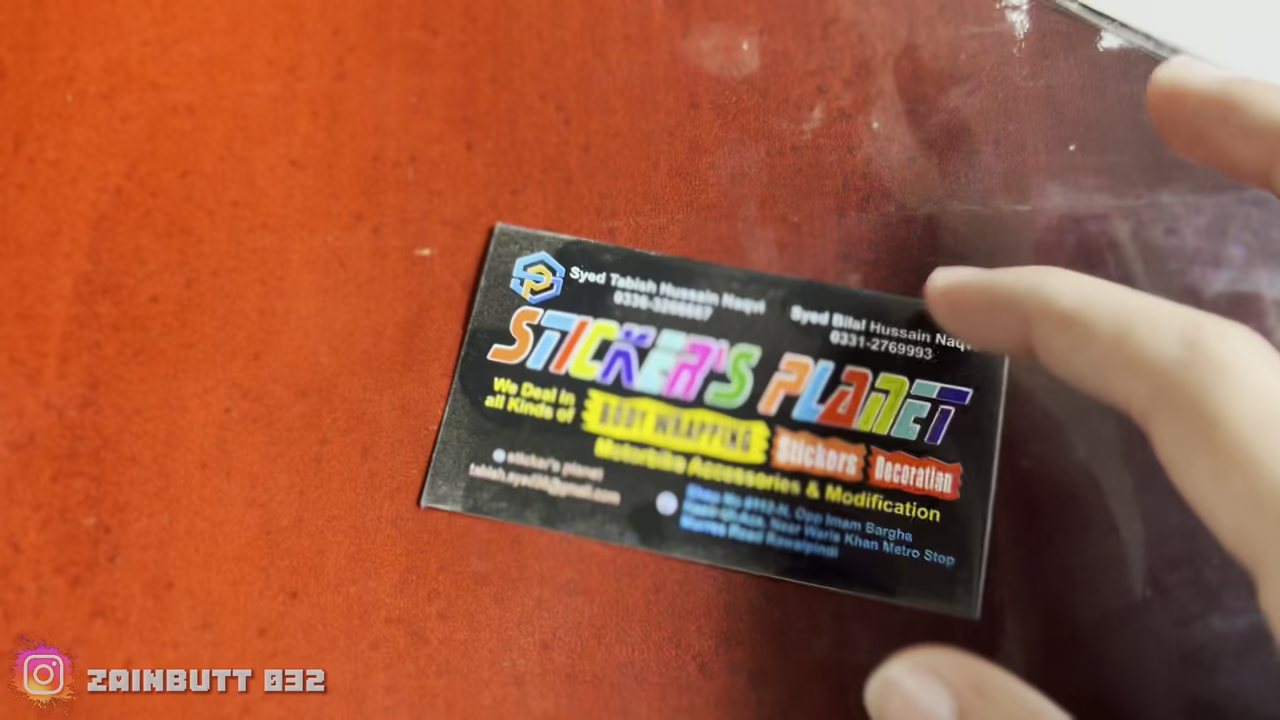 Syed Tabish Hussain Naqvi
Syed Bilal Hussain Naqvi
0331-2769993
STICKER'S PLANET
We Deal in
all Kinds of
BODY WRAPPING
Stickers
Decoration
Motorbike Accessories & Modification
sticker's planet
Opp Imam Bargha
Near Waris Khan Metro Stop
Murree Road Rawalpindi
ZAINBUTT 032